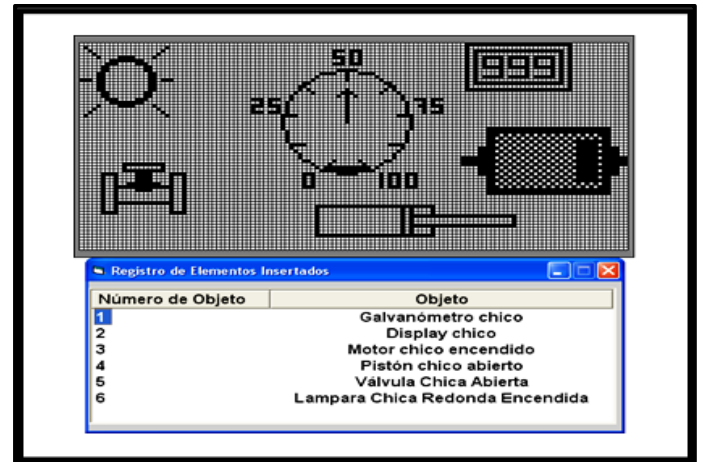 50
999
25 75
0 100
Registro de Elementos Insertados
Número de Objeto Objeto
1 Galvanómetro chico
2 Display chico
3 Motor chico encendido
4 Pistón chico abierto
5 Válvula Chica Abierta
6 Lampara Chica Redonda Encendida